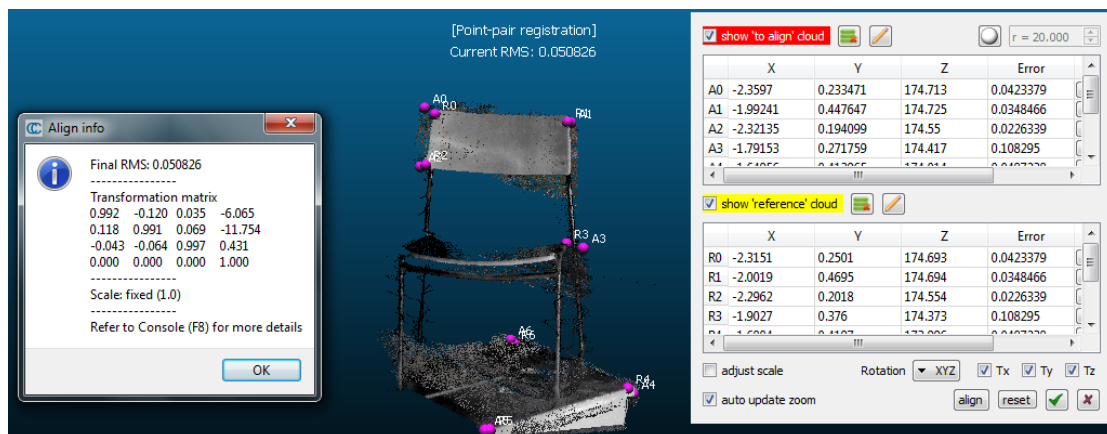 [Point-pair registration]
Current RMS: 0.050826
A0
R0
A1
R3
A3
A6
R4
A4
Align info
Final RMS: 0.050826
----------------
Transformation matrix
0.992 -0.120 0.035 -6.065
0.118 0.991 0.069 -11.754
-0.043 -0.064 0.997 0.431
0.000 0.000 0.000 1.000
----------------
Scale: fixed (1.0)
----------------
Refer to Console (F8) for more details
OK
show 'to align' cloud
r = 20.000
X Y Z Error
A0 -2.3597 0.233471 174.713 0.0423379
A1 -1.99241 0.447647 174.725 0.0348466
A2 -2.32135 0.194099 174.55 0.0226339
A3 -1.79153 0.271759 174.417 0.108295
show 'reference' cloud
X Y Z Error
R0 -2.3151 0.2501 174.693 0.0423379
R1 -2.0019 0.4695 174.694 0.0348466
R2 -2.2962 0.2018 174.554 0.0226339
R3 -1.9027 0.376 174.373 0.108295
adjust scale Rotation XYZ Tx Ty Tz
auto update zoom align reset